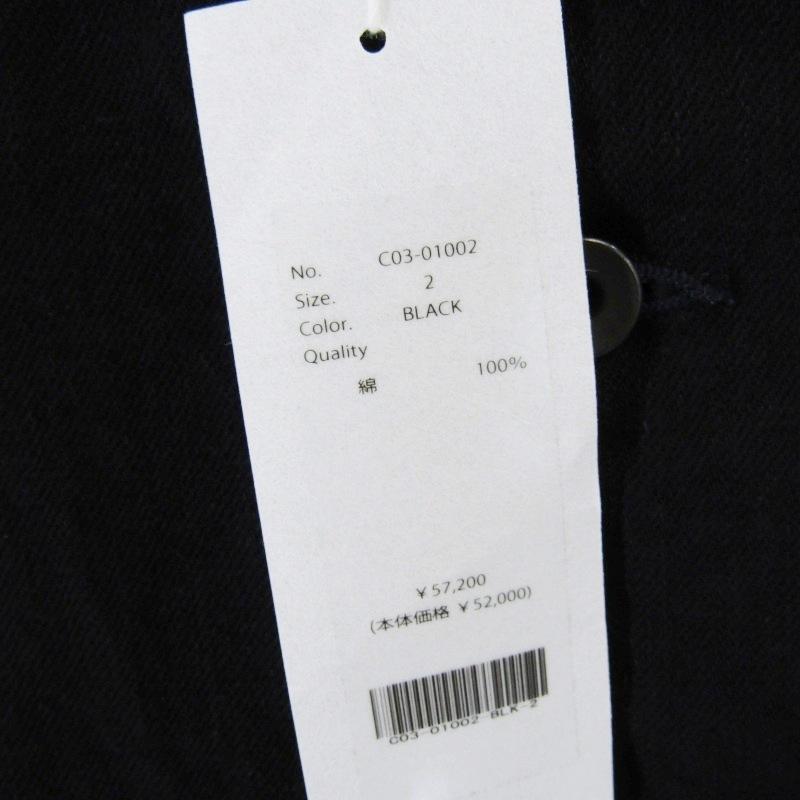 No. C03-01002
Size. 2
Color. BLACK
Quality
綿 100%
¥57,200
(本体価格 ¥52,000)
C03-01002-BLK-2